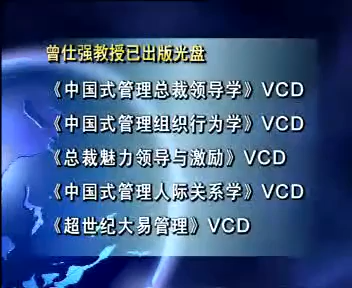 曾仕强教授已出版光盘
《中国式管理总裁领导学》VCD
《中国式管理组织行为学》VCD
《总裁魅力领导与激励》VCD
《中国式管理人际关系学》VCD
《超世纪大易管理》VCD